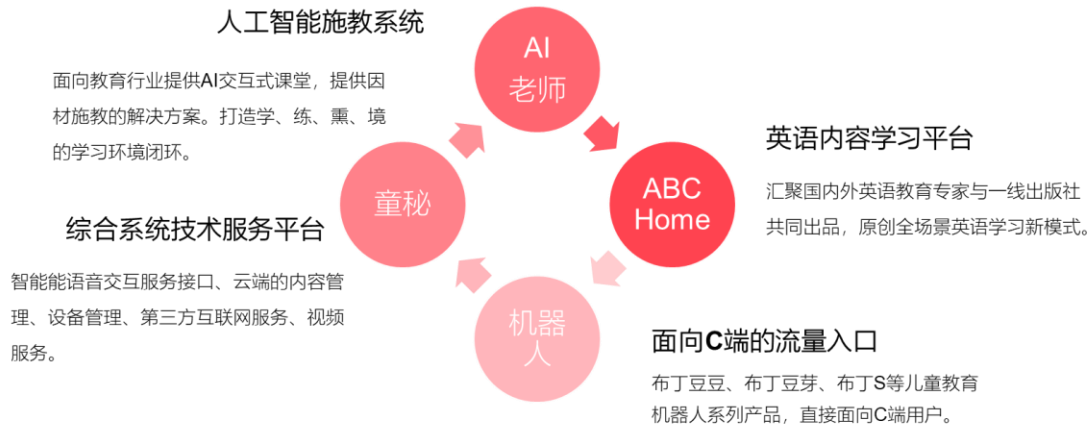 人工智能施教系统
面向教育行业提供AI交互式课堂，提供因
材施教的解决方案。打造学、练、熏、境
的学习环境闭环。
AI
老师
英语内容学习平台
汇聚国内外英语教育专家与一线出版社
共同出品，原创全场景英语学习新模式。
ABC
Home
童秘
综合系统技术服务平台
智能能语音交互服务接口、云端的内容管
理、设备管理、第三方互联网服务、视频
服务。
机器
人
面向C端的流量入口
布丁豆豆、布丁豆芽、布丁S等儿童教育
机器人系列产品，直接面向C端用户。